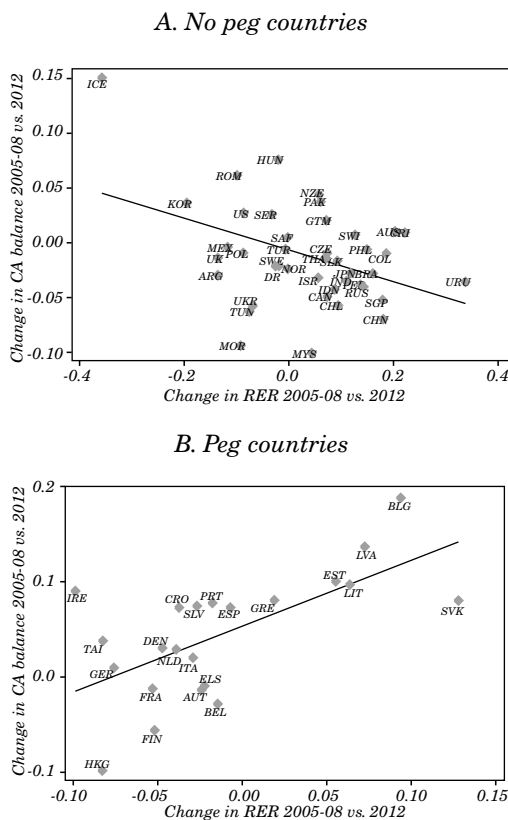 A. No peg countries
Change in CA balance 2005-08 vs. 2012
0.15
0.10
0.05
0.00
-0.05
-0.10
ICE
HUN
ROM
KOR
NZE
PAK
US
SER
GTM
SAF
SWI
AUS
CRI
MEX
POL
TUR
CZE
PHL
UK
SWE
THA
SLK
COL
NOR
ARG
DR
ISR
IND
JPN
BRA
PER
URU
IDN
RUS
UKR
CAN
SGP
TUN
CHL
CHN
MOR
MYS
-0.4
-0.2
0.0
0.2
0.4
Change in RER 2005-08 vs. 2012
B. Peg countries
Change in CA balance 2005-08 vs. 2012
0.2
0.1
0.0
-0.1
BLG
LVA
EST
LIT
IRE
CRO
PRT
SLV
ESP
GRE
SVK
TAI
DEN
NLD
GER
ITA
ELS
FRA
AUT
BEL
FIN
HKG
-0.10
-0.05
0.00
0.05
0.10
0.15
Change in RER 2005-08 vs. 2012